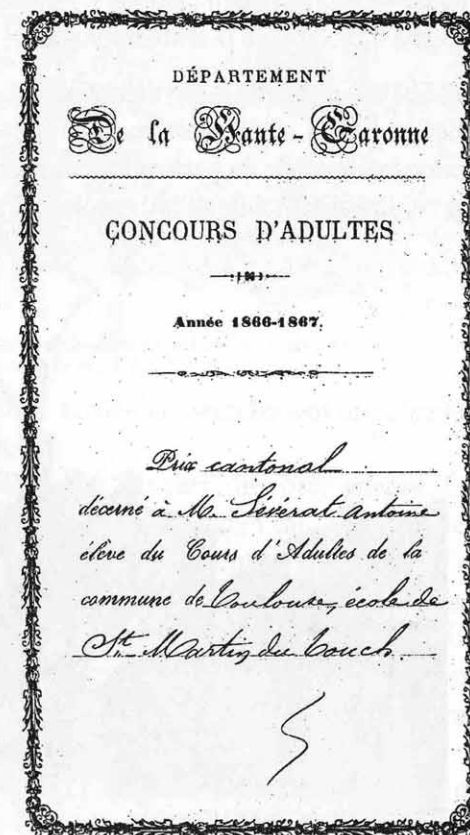 DÉPARTEMENT
De la Haute-Garonne
CONCOURS D'ADULTES
Année 1866-1867.
Prix cantonal
décerné à M. Sévérat Antoine
élève du Cours d'Adultes de la
commune de Toulouse, école de
St. Martin du Touch.